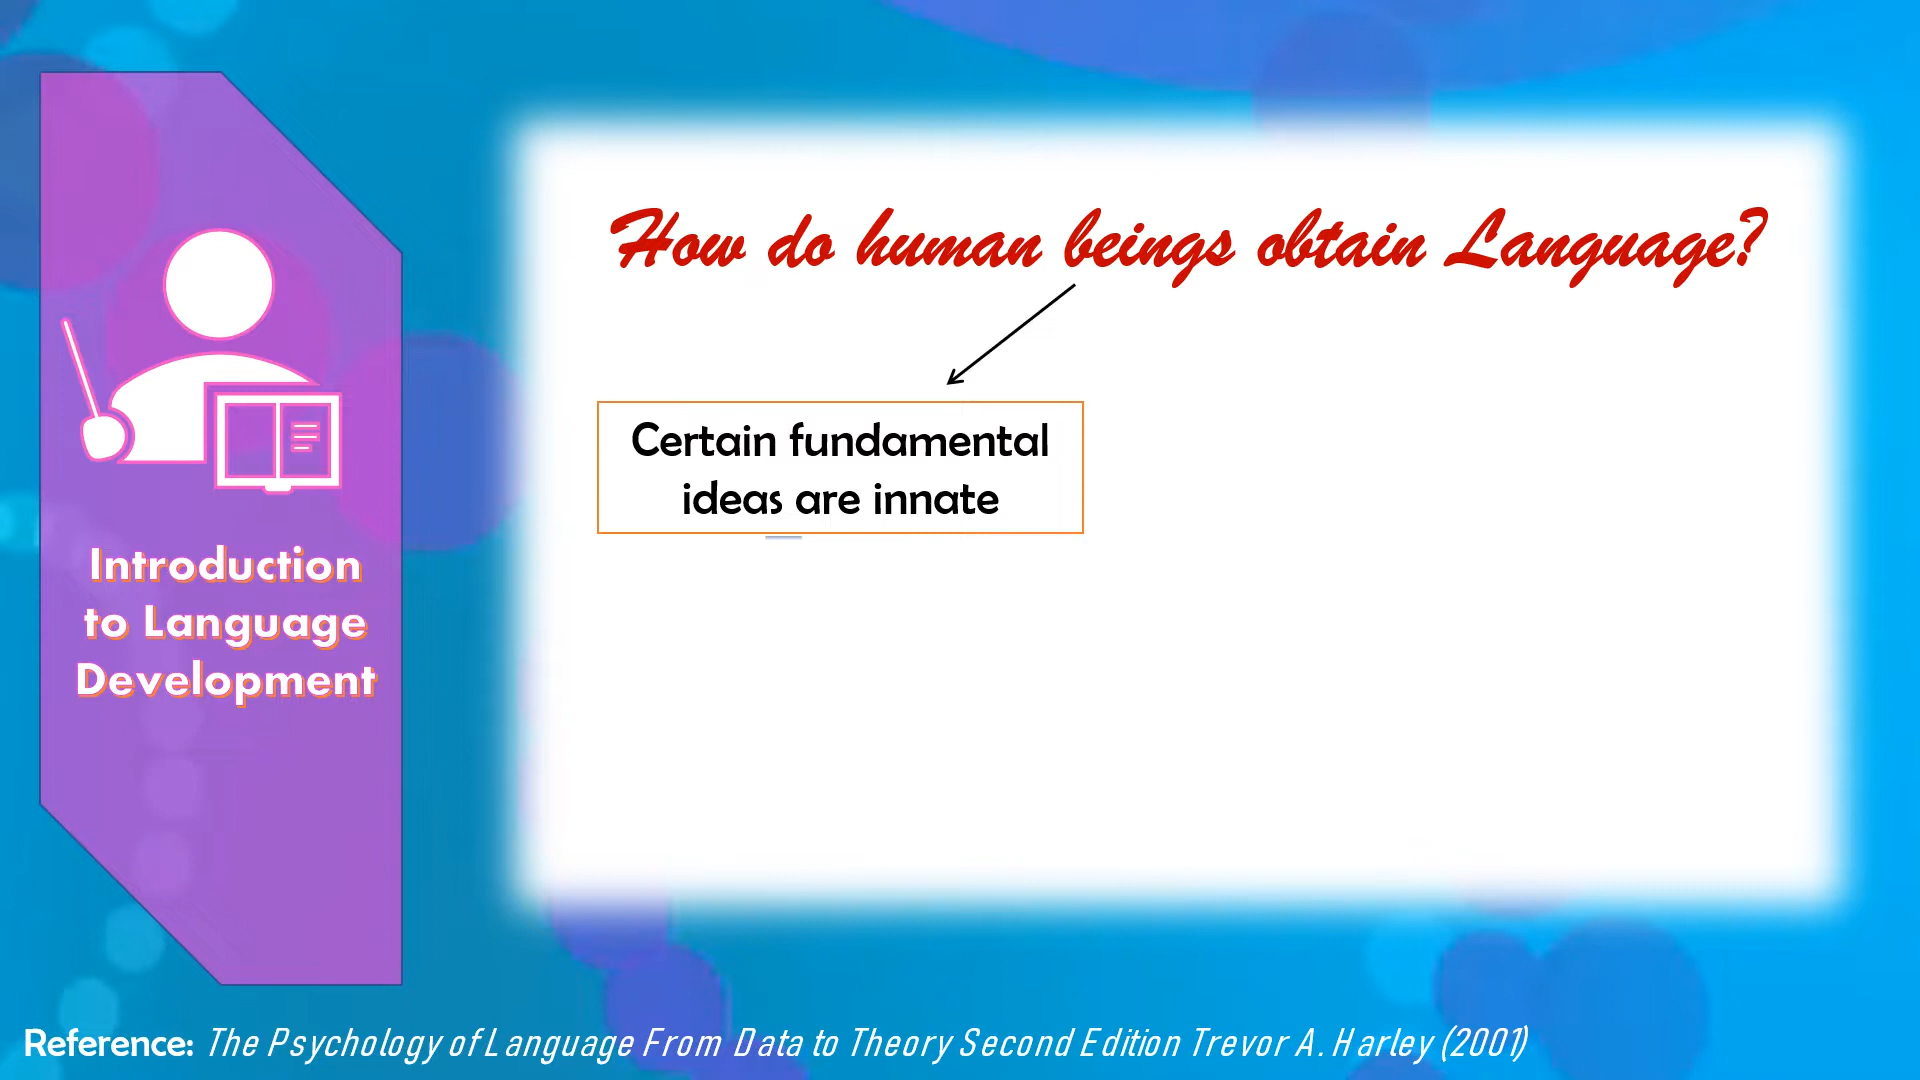 How do human beings obtain Language?
Certain fundamental
ideas are innate
Introduction
to Language
Development
Reference: The Psychology of Language From Data to Theory Second Edition Trevor A. Harley (2001)